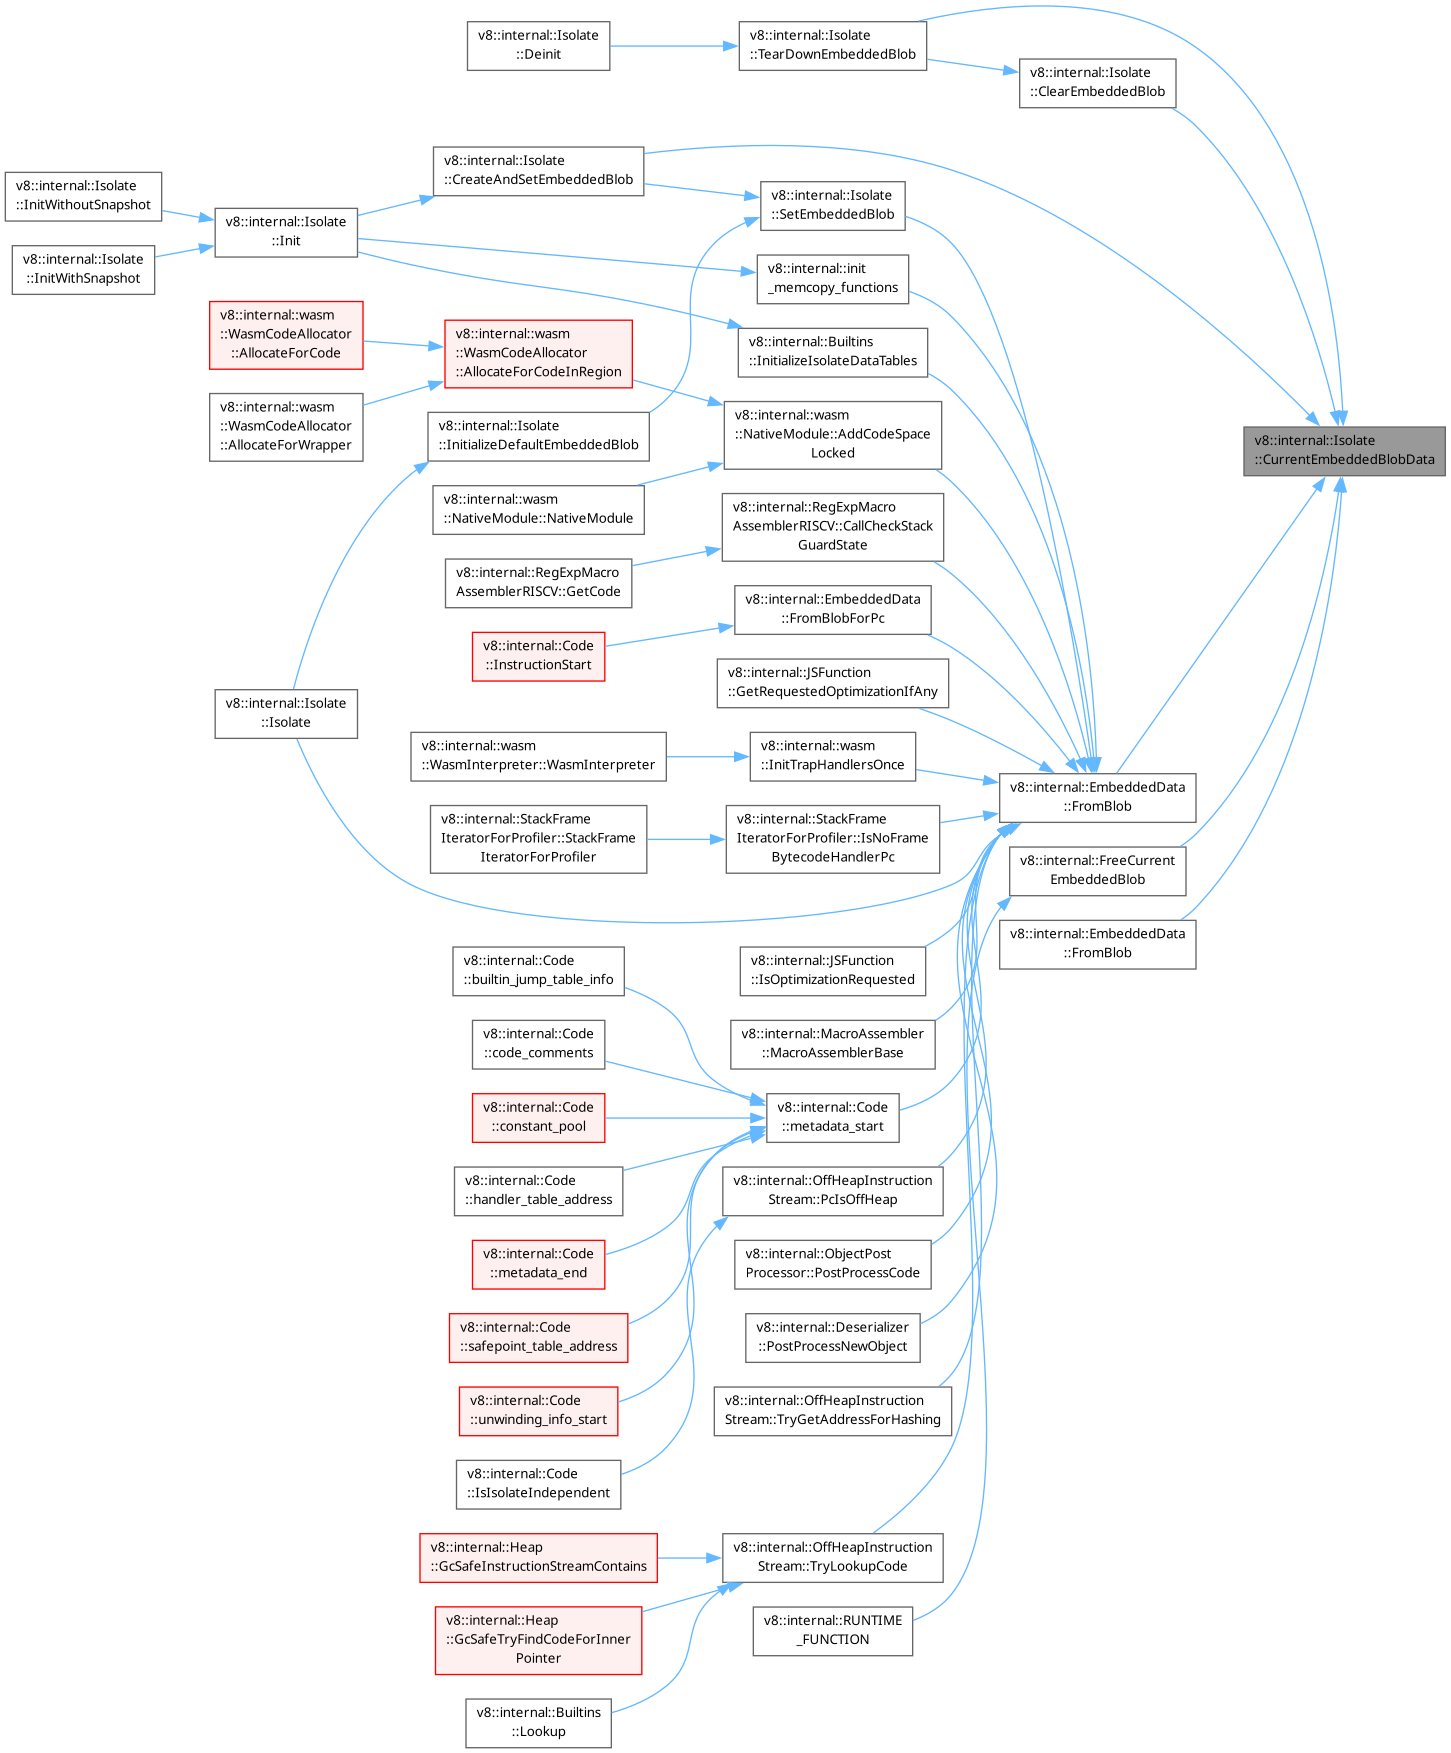 v8::internal::Isolate
::Deinit
v8::internal::Isolate
::TearDownEmbeddedBlob
v8::internal::Isolate
::ClearEmbeddedBlob
v8::internal::Isolate
::CreateAndSetEmbeddedBlob
v8::internal::Isolate
::InitWithoutSnapshot
v8::internal::Isolate
::SetEmbeddedBlob
v8::internal::Isolate
::Init
v8::internal::Isolate
::InitWithSnapshot
v8::internal::init
_memcopy_functions
v8::internal::wasm
::WasmCodeAllocator
::AllocateForCode
v8::internal::wasm
::WasmCodeAllocator
::AllocateForCodeInRegion
v8::internal::Builtins
::InitializeIsolateDataTables
v8::internal::wasm
::WasmCodeAllocator
::AllocateForWrapper
v8::internal::Isolate
::InitializeDefaultEmbeddedBlob
v8::internal::wasm
::NativeModule::AddCodeSpace
Locked
v8::internal::Isolate
::CurrentEmbeddedBlobData
v8::internal::wasm
::NativeModule::NativeModule
v8::internal::RegExpMacro
AssemblerRISCV::CallCheckStack
GuardState
v8::internal::RegExpMacro
AssemblerRISCV::GetCode
v8::internal::EmbeddedData
::FromBlobForPc
v8::internal::Code
::InstructionStart
v8::internal::JSFunction
::GetRequestedOptimizationIfAny
v8::internal::Isolate
::Isolate
v8::internal::wasm
::WasmInterpreter::WasmInterpreter
v8::internal::wasm
::InitTrapHandlersOnce
v8::internal::EmbeddedData
::FromBlob
v8::internal::StackFrame
IteratorForProfiler::StackFrame
IteratorForProfiler
v8::internal::StackFrame
IteratorForProfiler::IsNoFrame
BytecodeHandlerPc
v8::internal::FreeCurrent
EmbeddedBlob
v8::internal::EmbeddedData
::FromBlob
v8::internal::Code
::builtin_jump_table_info
v8::internal::JSFunction
::IsOptimizationRequested
v8::internal::Code
::code_comments
v8::internal::MacroAssembler
::MacroAssemblerBase
v8::internal::Code
::constant_pool
v8::internal::Code
::metadata_start
v8::internal::Code
::handler_table_address
v8::internal::OffHeapInstruction
Stream::PcIsOffHeap
v8::internal::Code
::metadata_end
v8::internal::ObjectPost
Processor::PostProcessCode
v8::internal::Code
::safepoint_table_address
v8::internal::Deserializer
::PostProcessNewObject
v8::internal::Code
::unwinding_info_start
v8::internal::OffHeapInstruction
Stream::TryGetAddressForHashing
v8::internal::Code
::IsIsolateIndependent
v8::internal::Heap
::GcSafeInstructionStreamContains
v8::internal::OffHeapInstruction
Stream::TryLookupCode
v8::internal::Heap
::GcSafeTryFindCodeForInner
Pointer
v8::internal::RUNTIME
_FUNCTION
v8::internal::Builtins
::Lookup